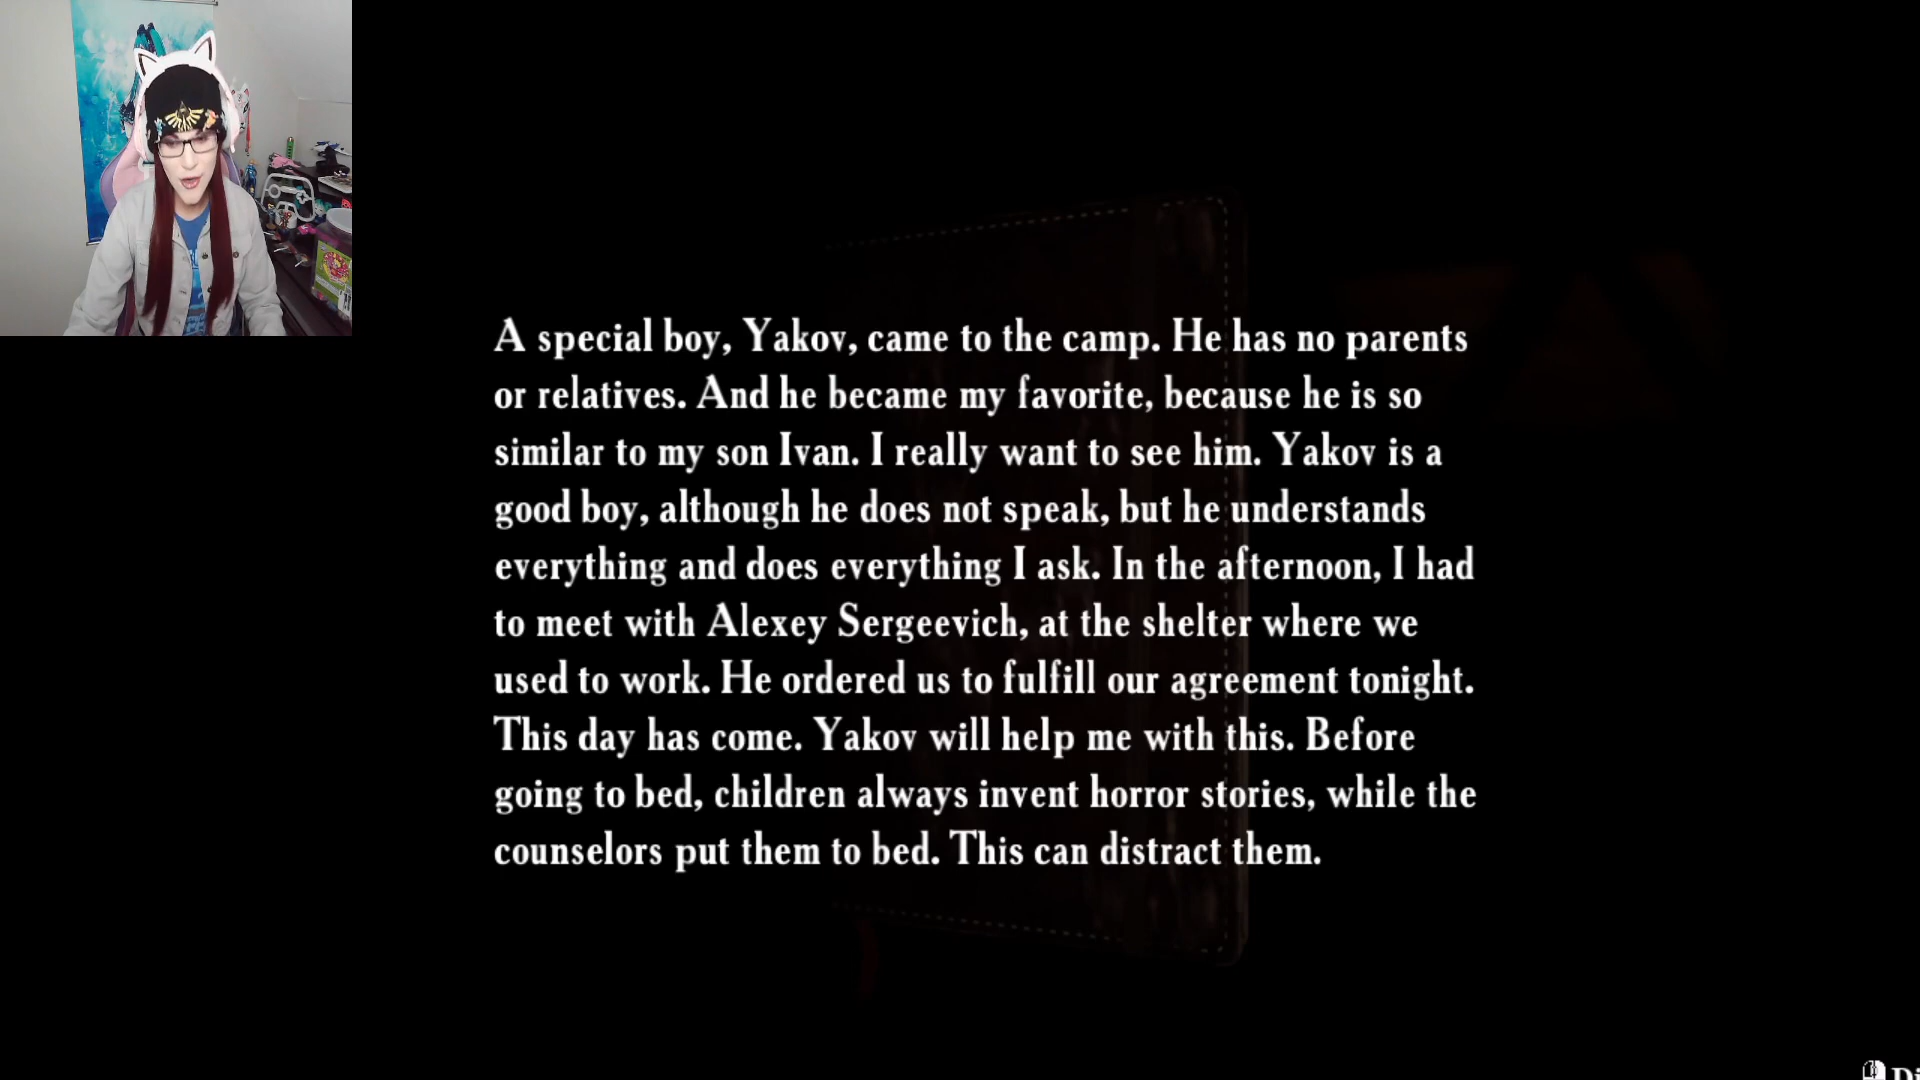 A special boy, Yakov, came to the camp. He has no parents
or relatives. And he became my favorite, because he is so
similar to my son Ivan. I really want to see him. Yakov is a
good boy, although he does not speak, but he understands
everything and does everything I ask. In the afternoon, I had
to meet with Alexey Sergeevich, at the shelter where we
used to work. He ordered us to fulfill our agreement tonight.
This day has come. Yakov will help me with this. Before
going to bed, children always invent horror stories, while the
counselors put them to bed. This can distract them.